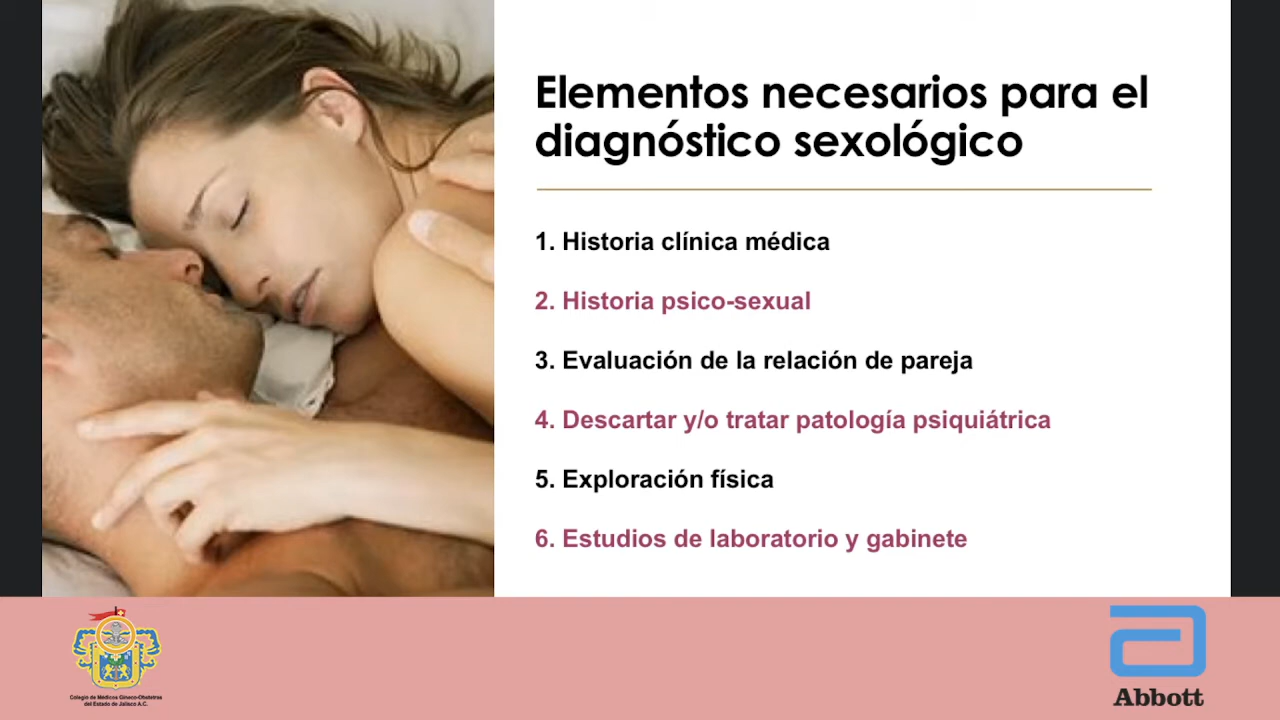 Elementos necesarios para el
diagnóstico sexológico
1. Historia clínica médica
2. Historia psico-sexual
3. Evaluación de la relación de pareja
4. Descartar y/o tratar patología psiquiátrica
5. Exploración física
6. Estudios de laboratorio y gabinete
Colegio de Médicos Gineco-Obstetras
del Estado de Jalisco A.C.
Abbott